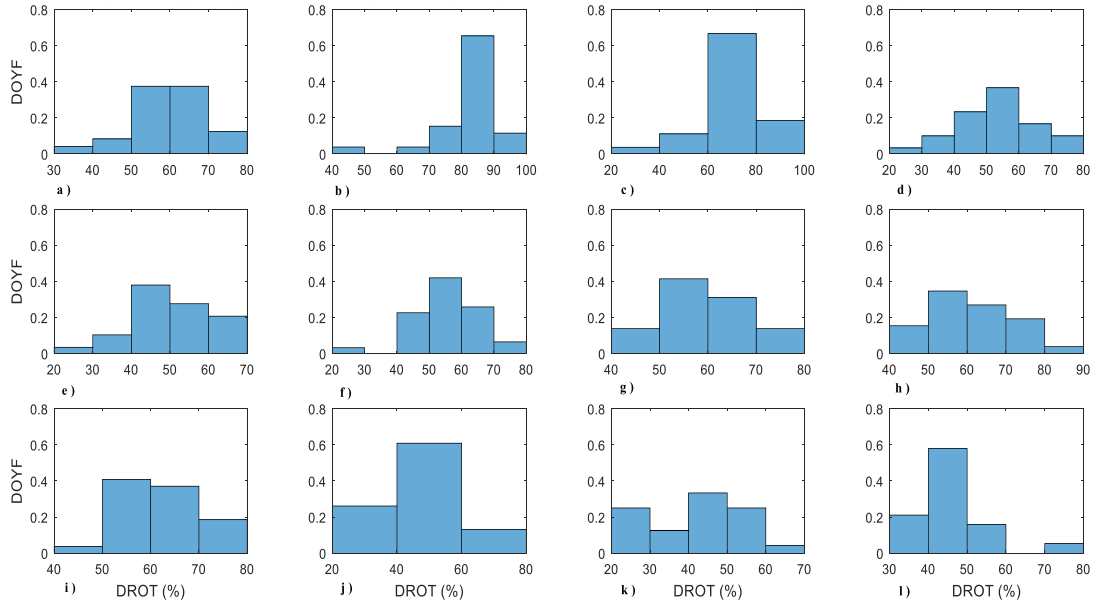 0.8 0.8 0.8 0.8
0.6 0.6 0.6 0.6
DOYF
0.4 0.4 0.4 0.4
0.2 0.2 0.2 0.2
0 0 0 0
30 40 50 60 70 80 40 50 60 70 80 90 100 20 40 60 80 100 20 30 40 50 60 70 80
a ) b ) c ) d )
0.8 0.8 0.8 0.8
0.6 0.6 0.6 0.6
DOYF
0.4 0.4 0.4 0.4
0.2 0.2 0.2 0.2
0 0 0 0
20 30 40 50 60 70 20 30 40 50 60 70 80 40 50 60 70 80 40 50 60 70 80 90
e ) f ) g ) h )
0.8 0.8 0.8 0.8
0.6 0.6 0.6 0.6
DOYF
0.4 0.4 0.4 0.4
0.2 0.2 0.2 0.2
0 0 0 0
40 50 60 70 80 20 40 60 80 20 30 40 50 60 70 30 40 50 60 70 80
i ) DROT (%) j ) DROT (%) k ) DROT (%) l ) DROT (%)